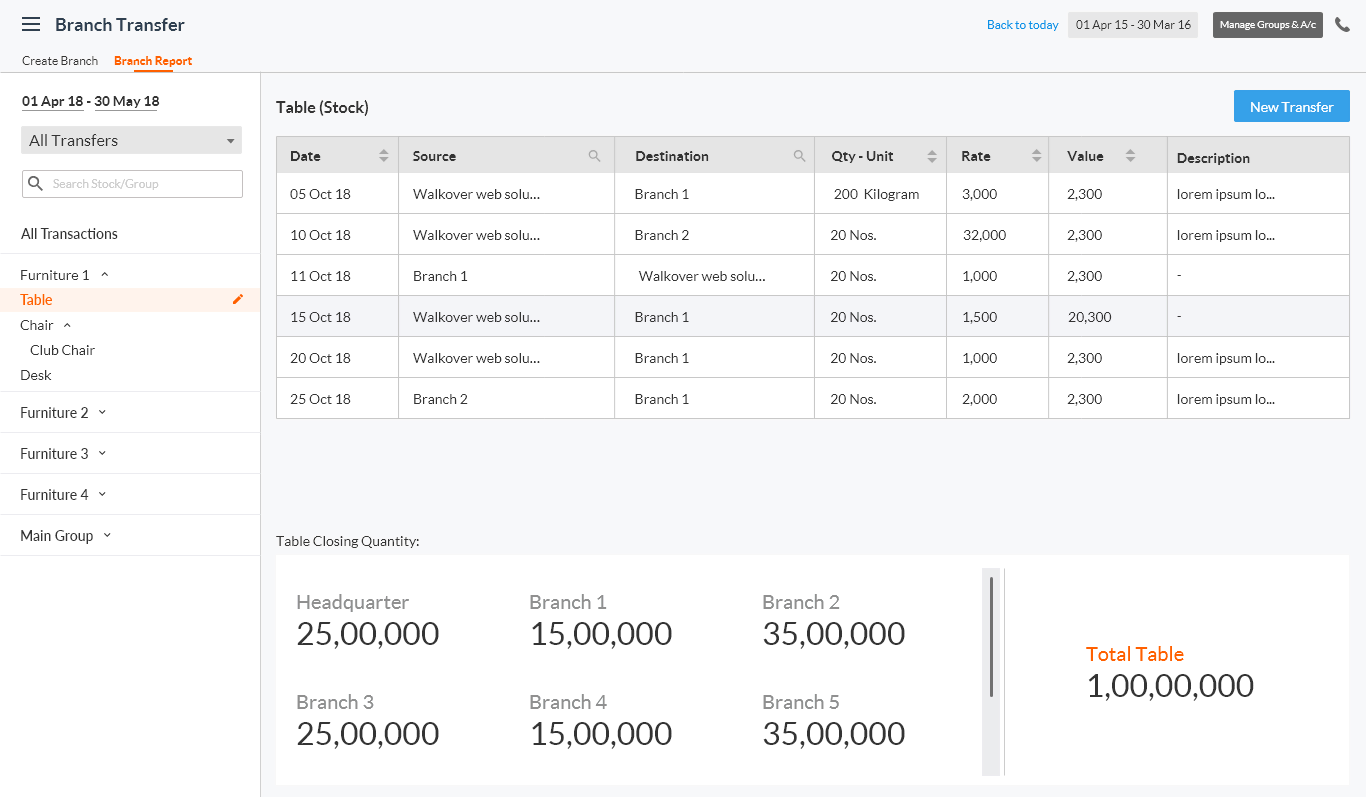 Branch Transfer
Back to today
01 Apr 15 - 30 Mar 16
Manage Groups & A/c
Create Branch
Branch Report
01 Apr 18 - 30 May 18
All Transfers
Search Stock/Group
All Transactions
Furniture 1
Table
Chair
Club Chair
Desk
Furniture 2
Furniture 3
Furniture 4
Main Group
Table (Stock)
New Transfer
Date Source Destination Qty - Unit Rate Value Description
05 Oct 18 Walkover web solu... Branch 1 200 Kilogram 3,000 2,300 lorem ipsum lo...
10 Oct 18 Walkover web solu... Branch 2 20 Nos. 32,000 2,300 lorem ipsum lo...
11 Oct 18 Branch 1 Walkover web solu... 20 Nos. 1,000 2,300 -
15 Oct 18 Walkover web solu... Branch 1 20 Nos. 1,500 20,300 -
20 Oct 18 Walkover web solu... Branch 1 20 Nos. 1,000 2,300 lorem ipsum lo...
25 Oct 18 Branch 2 Branch 1 20 Nos. 2,000 2,300 lorem ipsum lo...
Table Closing Quantity:
Headquarter Branch 1 Branch 2
25,00,000 15,00,000 35,00,000
Branch 3 Branch 4 Branch 5
25,00,000 15,00,000 35,00,000
Total Table
1,00,00,000